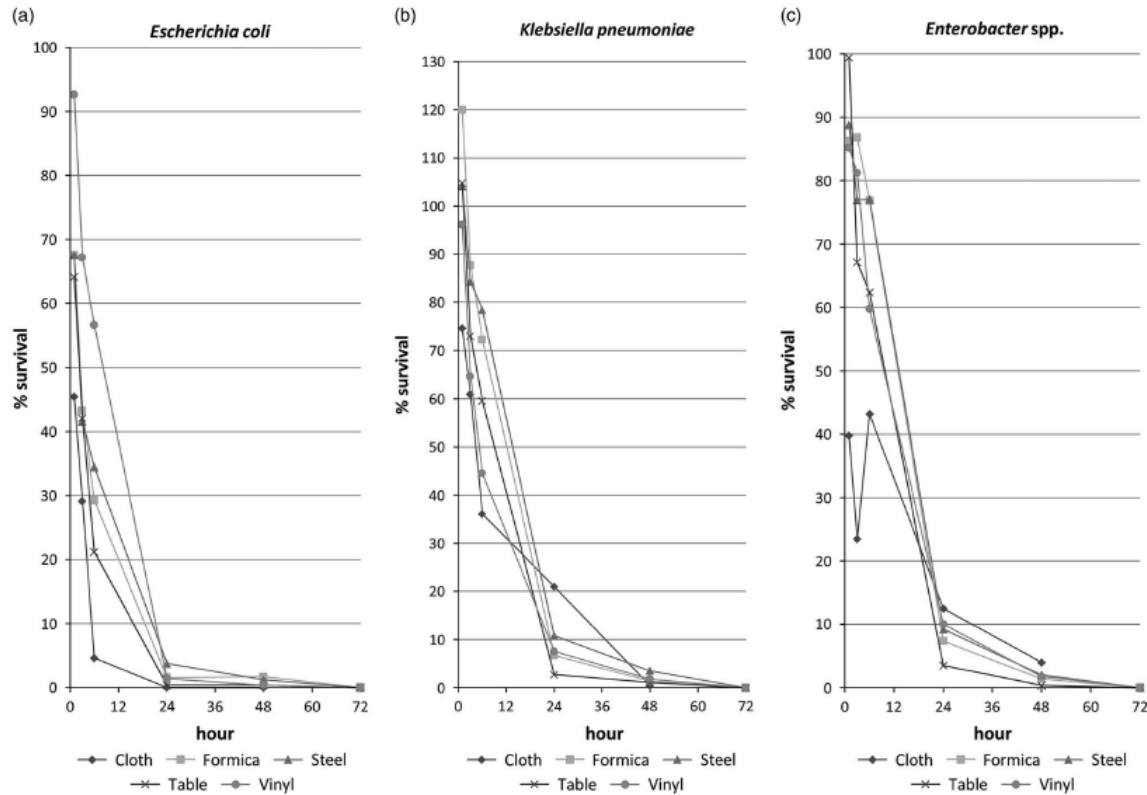 (a)
Escherichia coli
100
90
80
70
60
50
40
30
20
10
0
% survival
0 12 24 36 48 60 72
hour
Cloth Formica Steel
Table Vinyl
(b)
Klebsiella pneumoniae
130
120
110
100
90
80
70
60
50
40
30
20
10
0
% survival
0 12 24 36 48 60 72
hour
Cloth Formica Steel
Table Vinyl
(c)
Enterobacter spp.
100
90
80
70
60
50
40
30
20
10
0
% survival
0 12 24 36 48 60 72
hour
Cloth Formica Steel
Table Vinyl